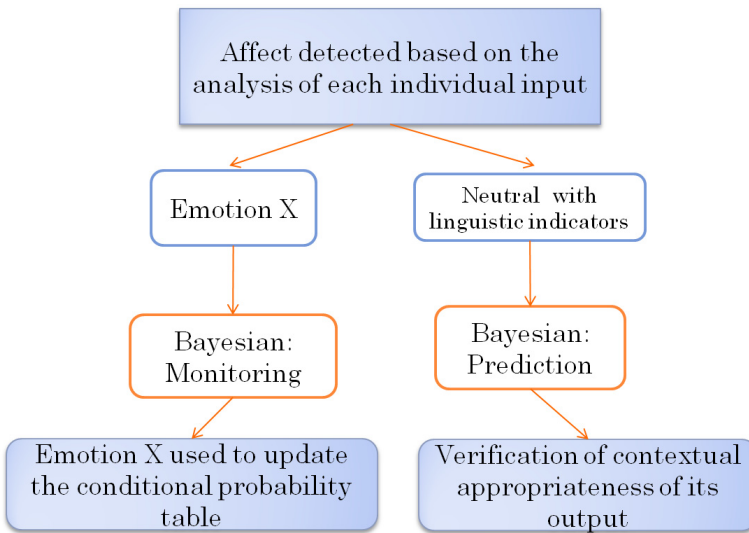 Affect detected based on the
analysis of each individual input
Emotion X
Neutral with
linguistic indicators
Bayesian:
Monitoring
Bayesian:
Prediction
Emotion X used to update
the conditional probability
table
Verification of contextual
appropriateness of its
output